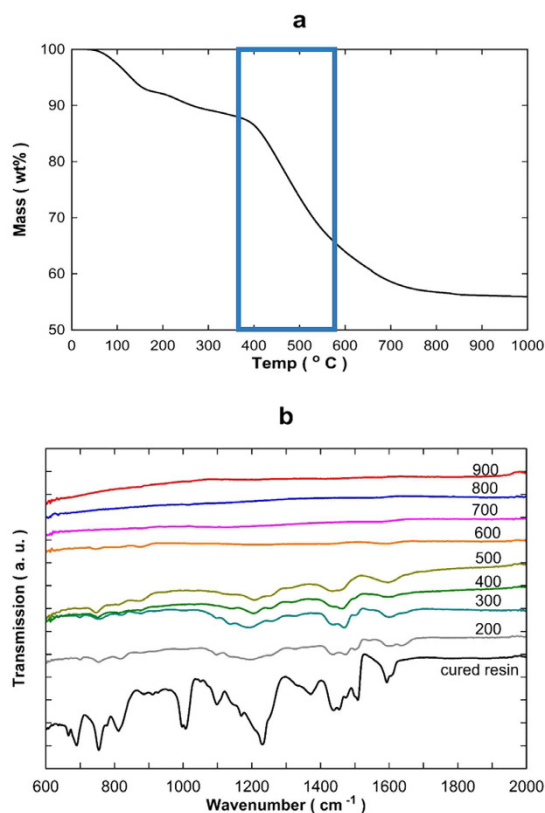 a
100
90
80
70
60
50
Mass ( wt% )
0 100 200 300 400 500 600 700 800 900 1000
Temp ( ° C )
b
900
800
700
600
500
400
300
200
cured resin
Transmission ( a. u. )
600 800 1000 1200 1400 1600 1800 2000
Wavenumber ( cm -1 )